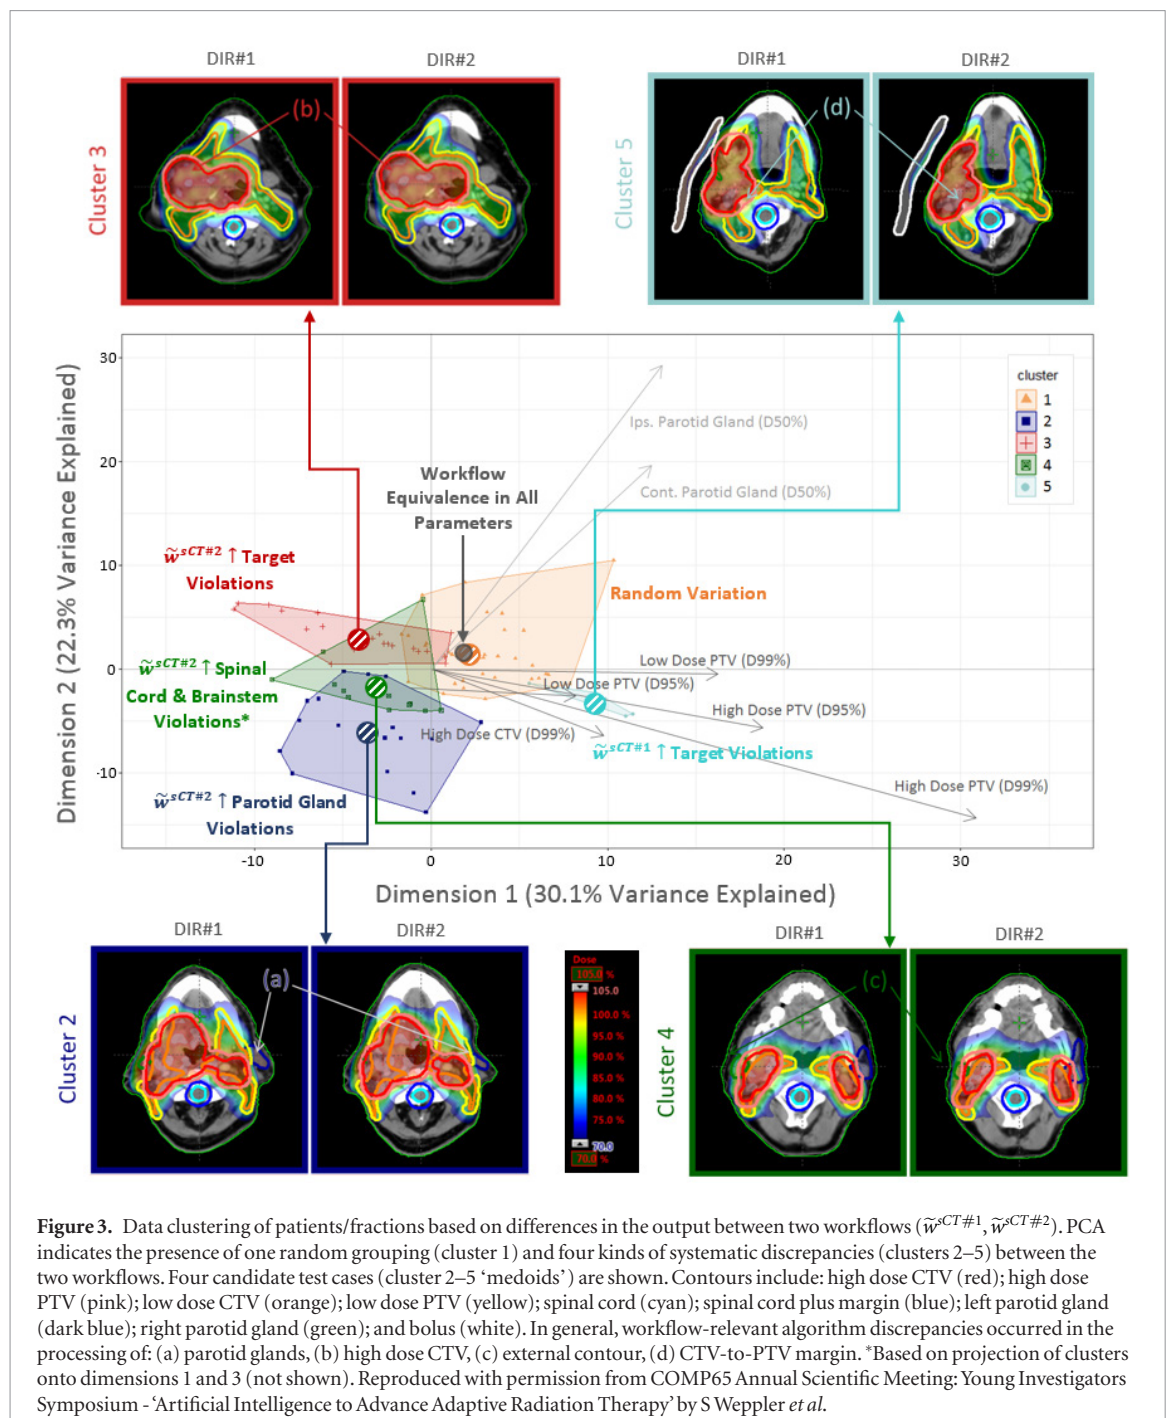 DIR#1
DIR#2
DIR#1
DIR#2
Cluster 3
(b)
Cluster 5
(d)
Dimension 2 (22.3% Variance Explained)
30
20
10
0
-10
-10
0
10
20
30
Dimension 1 (30.1% Variance Explained)
cluster
1
2
3
4
5
Ips. Parotid Gland (D50%)
Cont. Parotid Gland (D50%)
Workflow
Equivalence in All
Parameters
w̃ˢᶜᵀ#² ↑ Target
Violations
Random Variation
w̃ˢᶜᵀ#² ↑ Spinal
Cord & Brainstem
Violations*
Low Dose PTV (D99%)
Low Dose PTV (D95%)
High Dose PTV (D95%)
High Dose CTV (D99%)
w̃ˢᶜᵀ#¹ ↑ Target Violations
High Dose PTV (D99%)
w̃ˢᶜᵀ#² ↑ Parotid Gland
Violations
DIR#1
DIR#2
DIR#1
DIR#2
Cluster 2
(a)
Dose
105.0 %
105.0
100.0 %
95.0 %
90.0 %
85.0 %
80.0 %
75.0 %
70.0
70.0 %
Cluster 4
(c)
Figure 3. Data clustering of patients/fractions based on differences in the output between two workflows (w̃ˢᶜᵀ#¹, w̃ˢᶜᵀ#²). PCA
indicates the presence of one random grouping (cluster 1) and four kinds of systematic discrepancies (clusters 2–5) between the
two workflows. Four candidate test cases (cluster 2–5 ‘medoids’) are shown. Contours include: high dose CTV (red); high dose
PTV (pink); low dose CTV (orange); low dose PTV (yellow); spinal cord (cyan); spinal cord plus margin (blue); left parotid gland
(dark blue); right parotid gland (green); and bolus (white). In general, workflow-relevant algorithm discrepancies occurred in the
processing of: (a) parotid glands, (b) high dose CTV, (c) external contour, (d) CTV-to-PTV margin. *Based on projection of clusters
onto dimensions 1 and 3 (not shown). Reproduced with permission from COMP65 Annual Scientific Meeting: Young Investigators
Symposium - ‘Artificial Intelligence to Advance Adaptive Radiation Therapy’ by S Weppler et al.